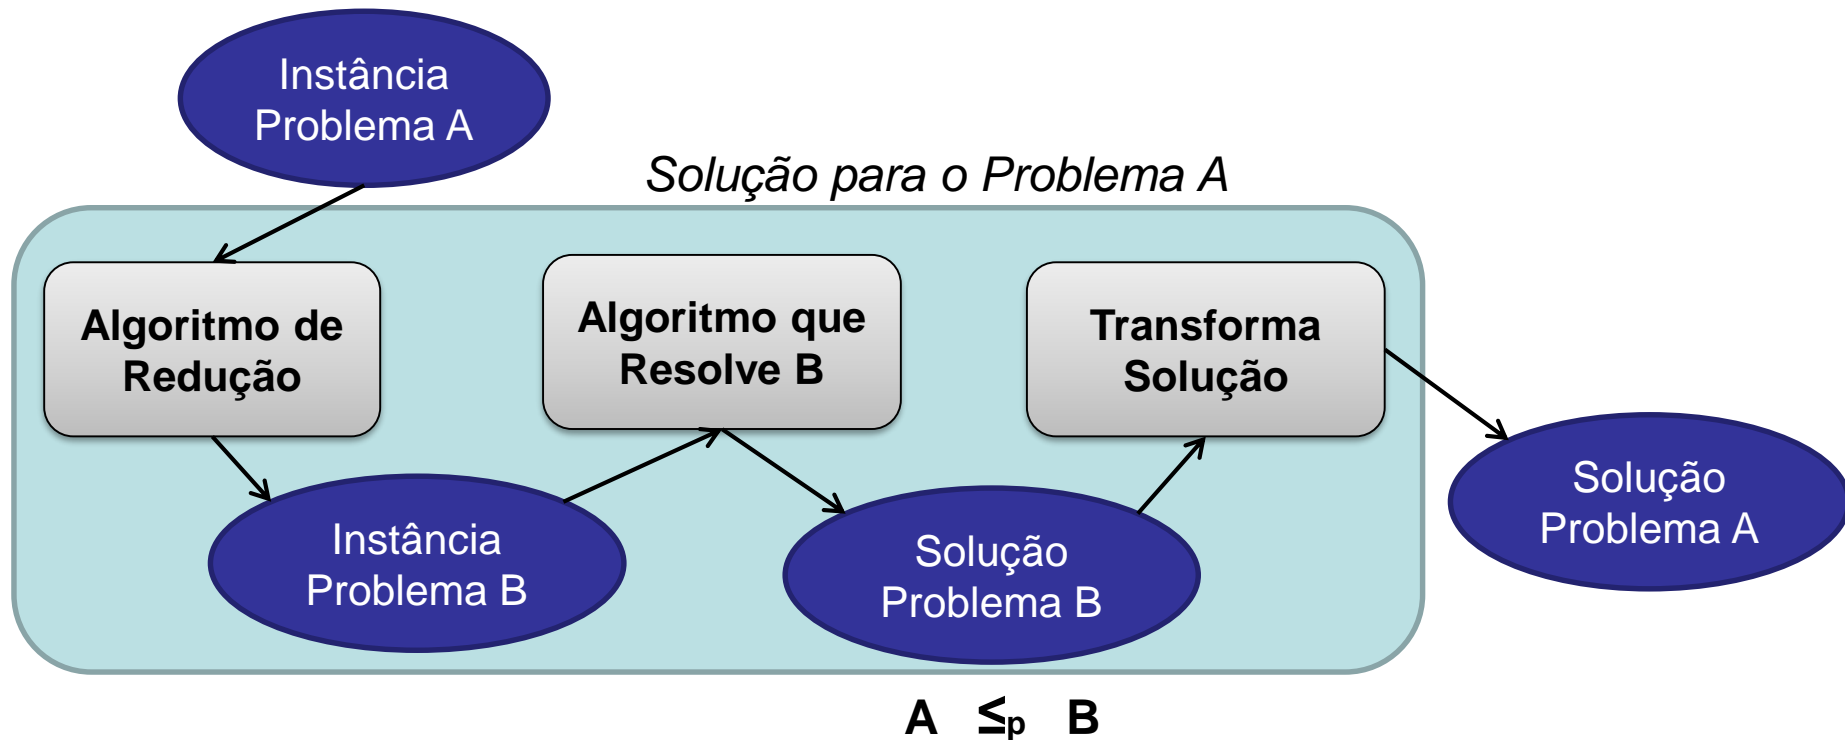 Instância
Problema A
Solução para o Problema A
Algoritmo de
Redução
Algoritmo que
Resolve B
Transforma
Solução
Instância
Problema B
Solução
Problema B
Solução
Problema A
A ≤p B